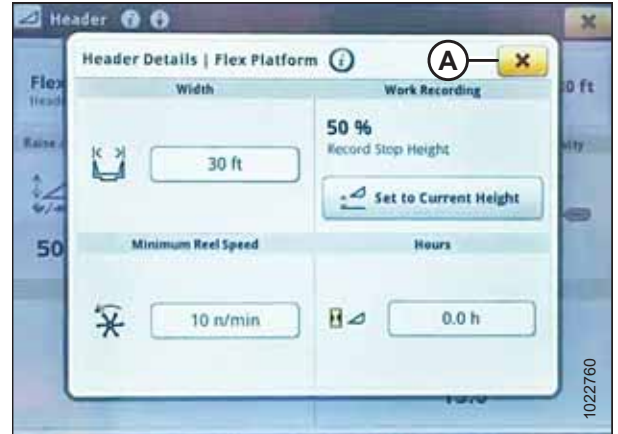 Header
Header Details | Flex Platform
A
Flex
0 ft
Width
Work Recording
50 %
Record Stop Height
30 ft
Set to Current Height
50
Minimum Reel Speed
Hours
10 n/min
0.0 h
1022760